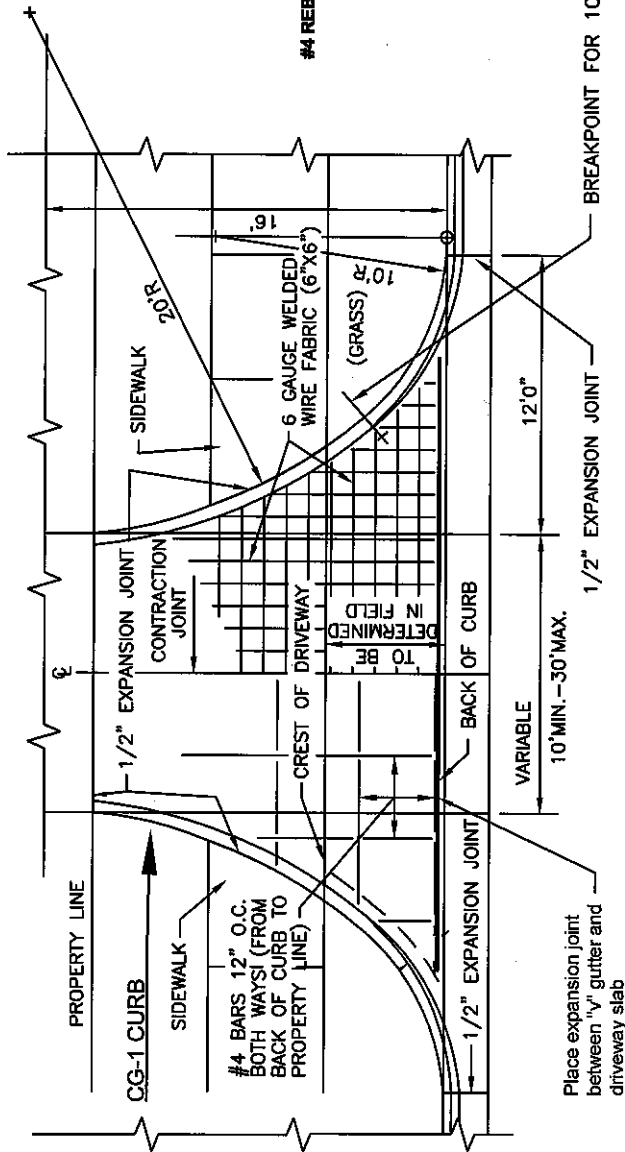 #4 REB
20'R
16'
PROPERTY LINE
CG-1 CURB
SIDEWALK
#4 BARS 12" O.C.
BOTH WAYS! (FROM
BACK OF CURB TO
PROPERTY LINE)
1/2" EXPANSION JOINT
Place expansion joint
between "v" gutter and
driveway slab
℄
1/2" EXPANSION JOINT
CONTRACTION
JOINT
CREST OF DRIVEWAY
TO BE
DETERMINED
IN FIELD
BACK OF CURB
VARIABLE
10'MIN.-30'MAX.
SIDEWALK
6 GAUGE WELDED
WIRE FABRIC (6"X6")
(GRASS)
10'R
12'0"
1/2" EXPANSION JOINT
BREAKPOINT FOR 10